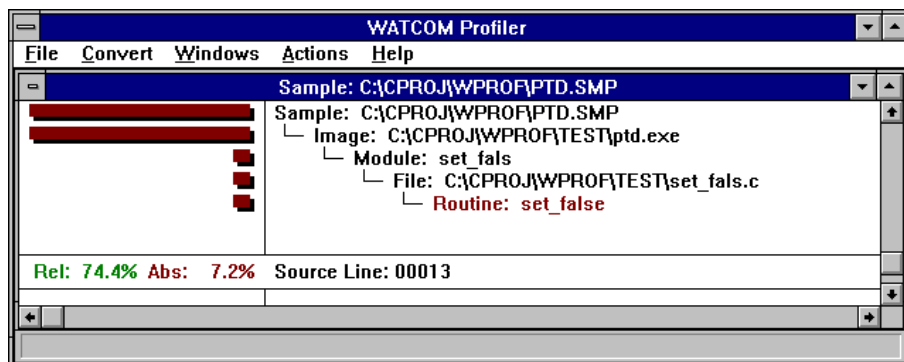 WATCOM Profiler
File Convert Windows Actions Help
Sample: C:\CPROJ\WPROF\PTD.SMP
Sample: C:\CPROJ\WPROF\PTD.SMP
Image: C:\CPROJ\WPROF\TEST\ptd.exe
Module: set_fals
File: C:\CPROJ\WPROF\TEST\set_fals.c
Routine: set_false
Rel: 74.4% Abs: 7.2% Source Line: 00013